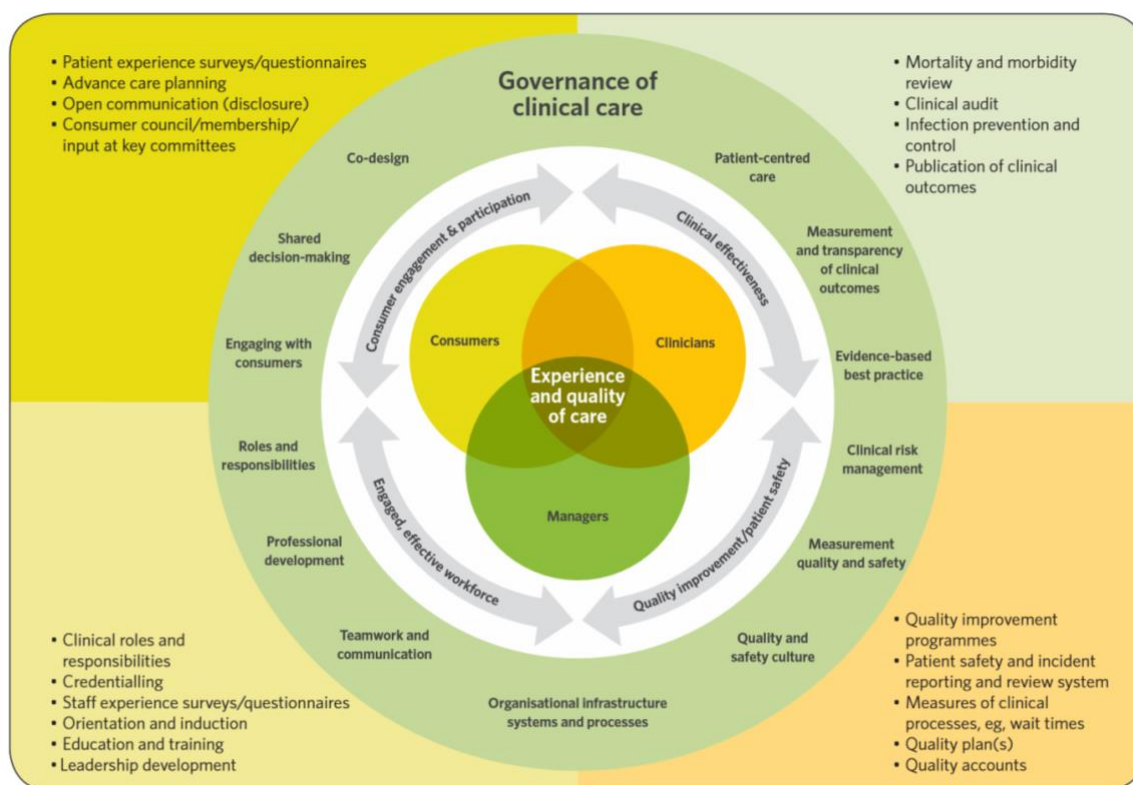 • Patient experience surveys/questionnaires
• Advance care planning
• Open communication (disclosure)
• Consumer council/membership/
input at key committees
Governance of
clinical care
• Mortality and morbidity
review
• Clinical audit
• Infection prevention and
control
• Publication of clinical
outcomes
Co-design
Patient-centred
care
Shared
decision-making
Measurement
and transparency
of clinical
outcomes
Engaging with
consumers
Evidence-based
best practice
Consumer engagement & participation
Clinical effectiveness
Consumers
Clinicians
Experience
and quality
of care
Managers
Engaged, effective workforce
Quality improvement/patient safety
Roles and
responsibilities
Clinical risk
management
Professional
development
Measurement
quality and safety
Teamwork and
communication
Quality and
safety culture
Organisational infrastructure
systems and processes
• Clinical roles and
responsibilities
• Credentialling
• Staff experience surveys/questionnaires
• Orientation and induction
• Education and training
• Leadership development
• Quality improvement
programmes
• Patient safety and incident
reporting and review system
• Measures of clinical
processes, eg, wait times
• Quality plan(s)
• Quality accounts